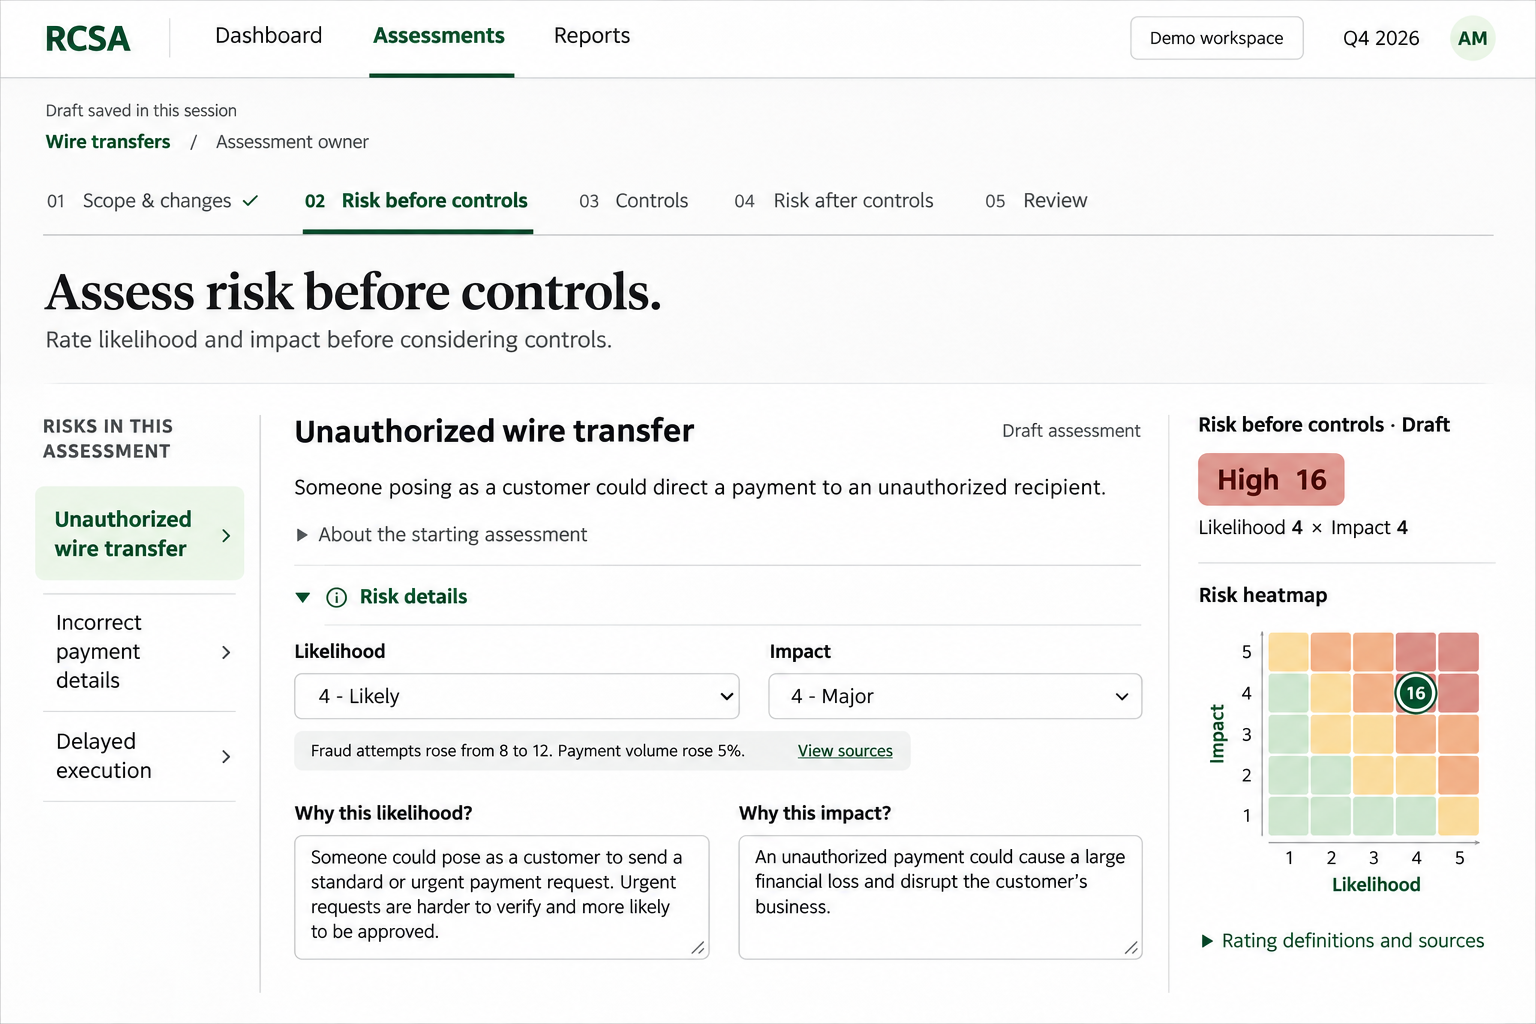 RCSA
Dashboard
Assessments
Reports
Demo workspace
Q4 2026
AM
Draft saved in this session
Wire transfers / Assessment owner
01 Scope & changes ✓
02 Risk before controls
03 Controls
04 Risk after controls
05 Review
Assess risk before controls.
Rate likelihood and impact before considering controls.
RISKS IN THIS
ASSESSMENT
Unauthorized
wire transfer
Incorrect
payment
details
Delayed
execution
Unauthorized wire transfer
Draft assessment
Someone posing as a customer could direct a payment to an unauthorized recipient.
About the starting assessment
Risk details
Likelihood
4 - Likely
Impact
4 - Major
Fraud attempts rose from 8 to 12. Payment volume rose 5%.
View sources
Why this likelihood?
Someone could pose as a customer to send a
standard or urgent payment request. Urgent
requests are harder to verify and more likely
to be approved.
Why this impact?
An unauthorized payment could cause a large
financial loss and disrupt the customer’s
business.
Risk before controls · Draft
High 16
Likelihood 4 × Impact 4
Risk heatmap
Impact
5
4
3
2
1
16
1 2 3 4 5
Likelihood
Rating definitions and sources